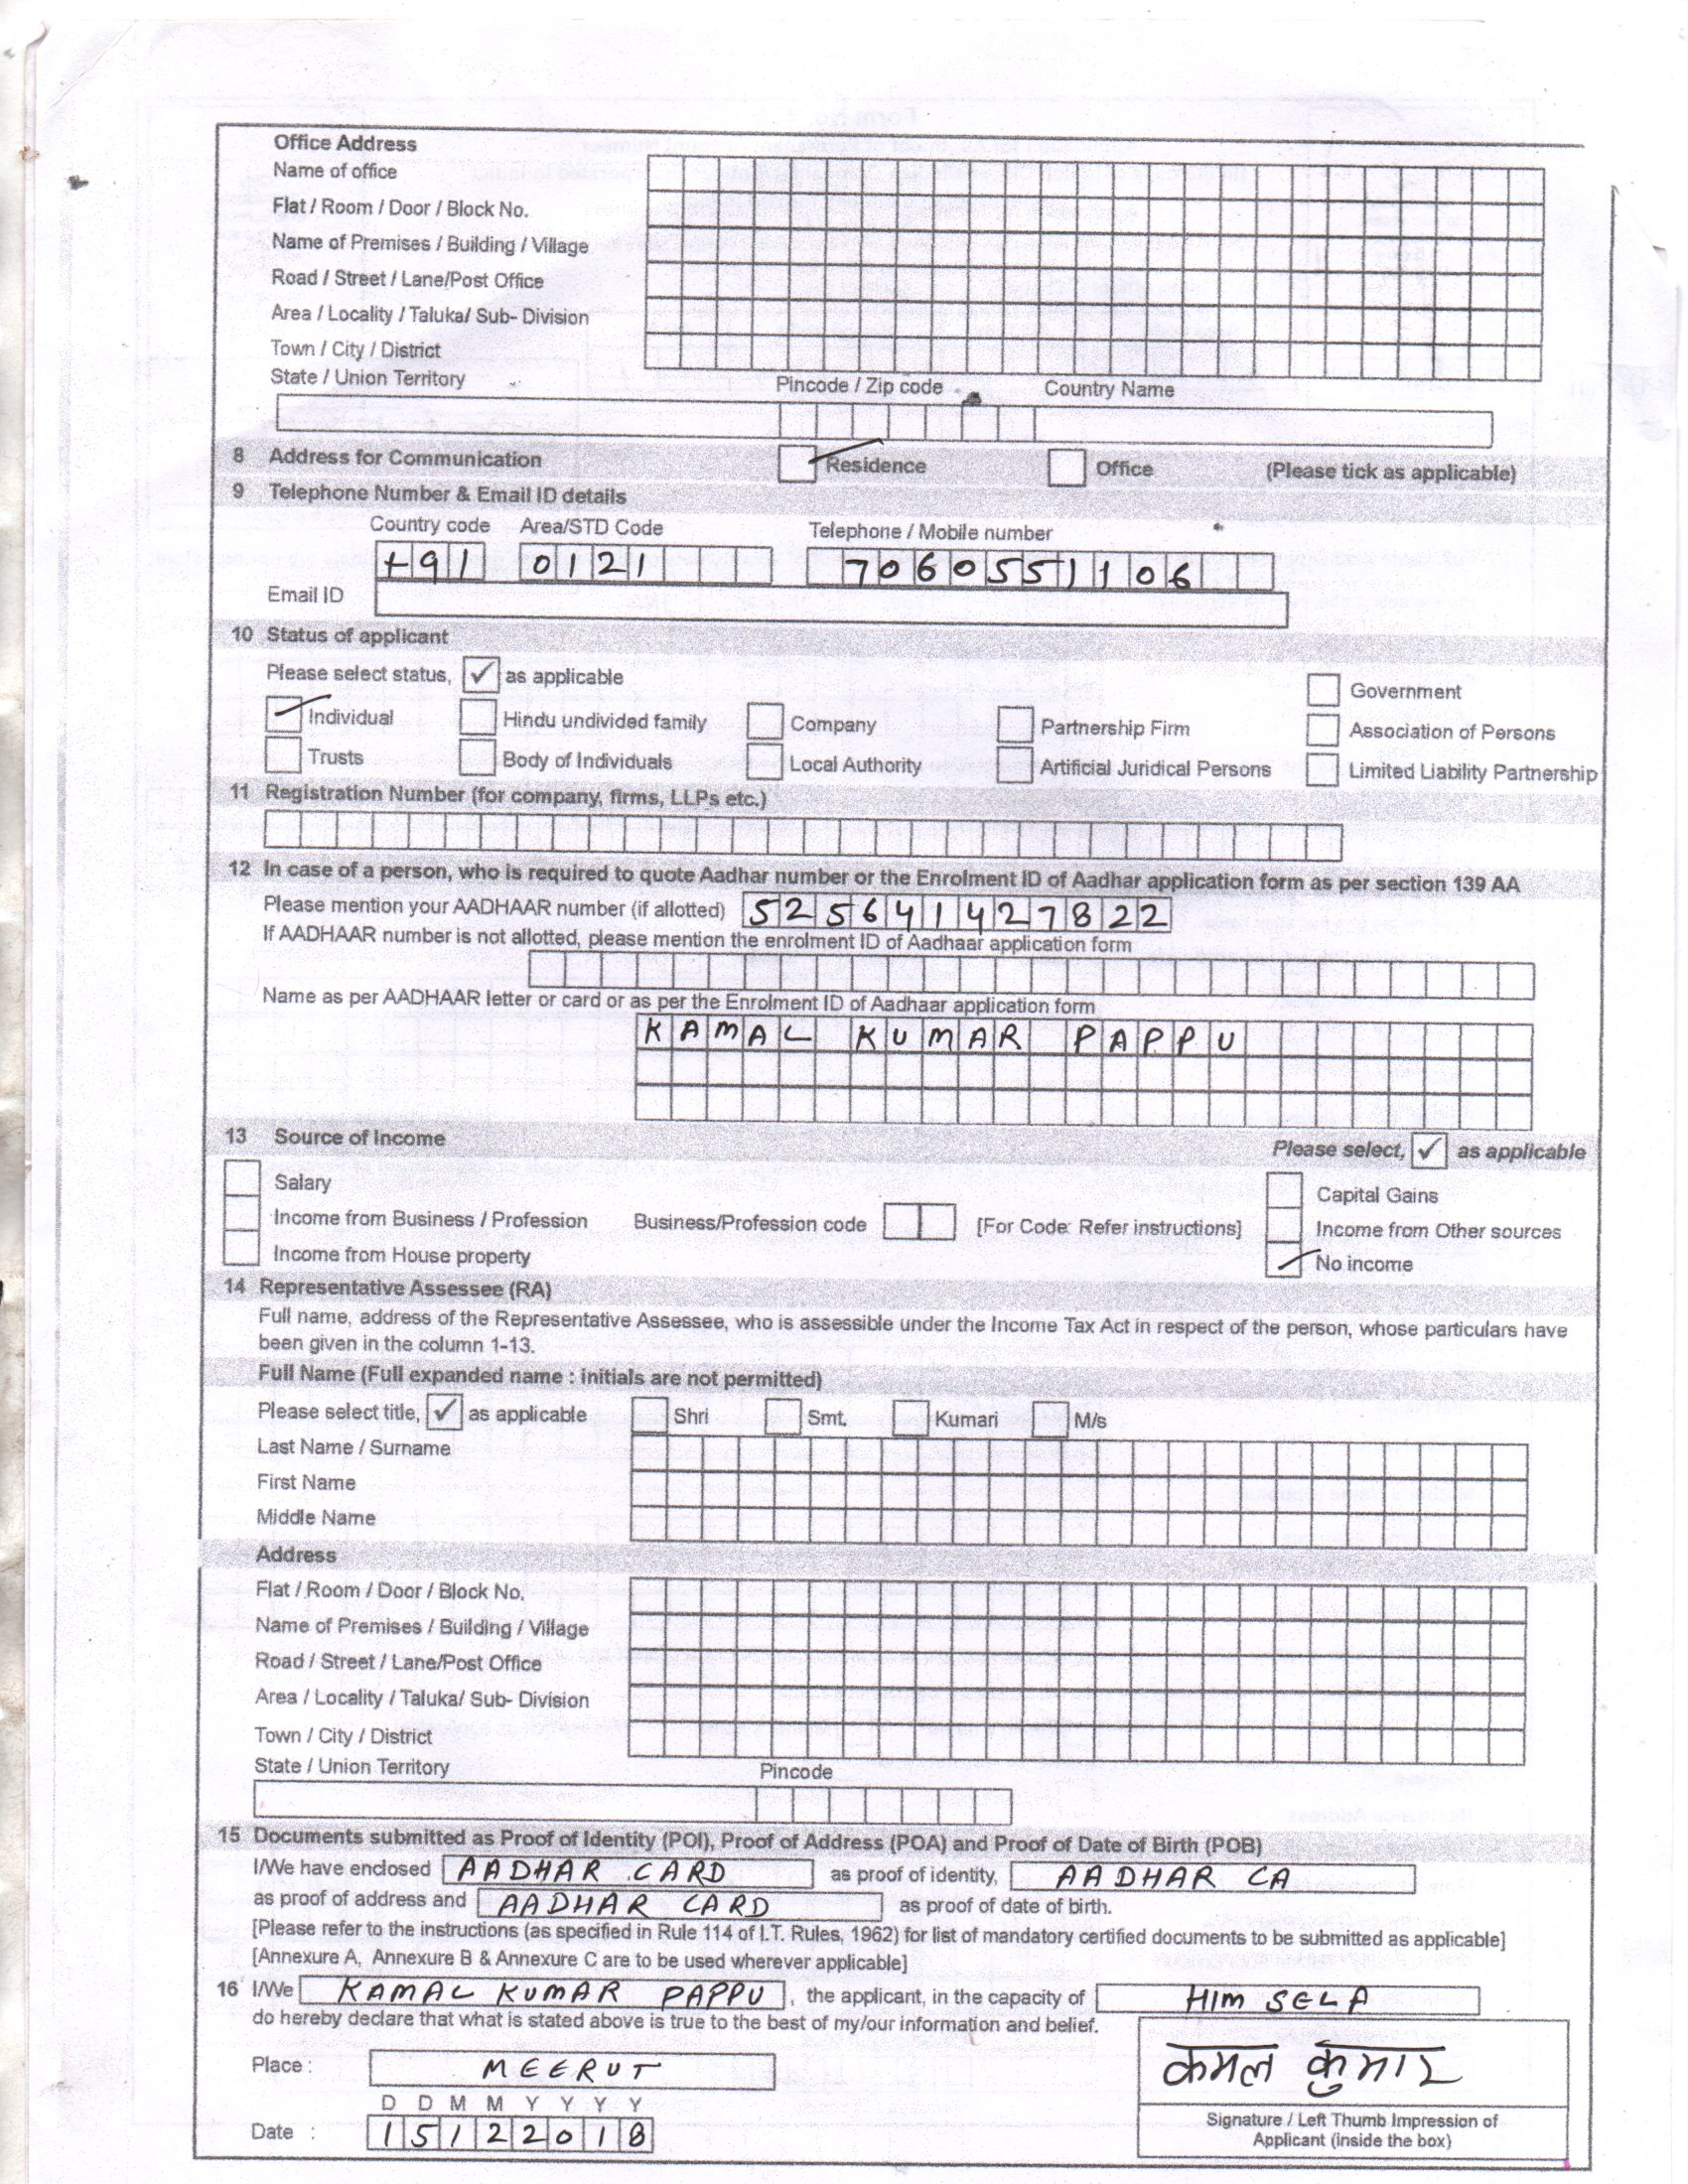 Office Address
Name of office
Flat / Room / Door / Block No.
Name of Premises / Building / Village
Road / Street / Lane/Post Office
Area / Locality / Taluka/ Sub- Division
Town / City / District
State / Union Territory Pincode / Zip code Country Name
8 Address for Communication Residence Office (Please tick as applicable)
9 Telephone Number & Email ID details
Country code Area/STD Code Telephone / Mobile number
+91 0121 7060551106
Email ID
10 Status of applicant
Please select status, ✓ as applicable
Government
Individual Hindu undivided family Company Partnership Firm Association of Persons
Trusts Body of Individuals Local Authority Artificial Juridical Persons Limited Liability Partnership
11 Registration Number (for company, firms, LLPs etc.)
12 In case of a person, who is required to quote Aadhar number or the Enrolment ID of Aadhar application form as per section 139 AA
Please mention your AADHAAR number (if allotted) 525641427822
If AADHAAR number is not allotted, please mention the enrolment ID of Aadhaar application form
Name as per AADHAAR letter or card or as per the Enrolment ID of Aadhaar application form
KAMAL KUMAR PAPPU
13 Source of Income Please select, ✓ as applicable
Salary Capital Gains
Income from Business / Profession Business/Profession code [For Code: Refer instructions] Income from Other sources
Income from House property No income
14 Representative Assessee (RA)
Full name, address of the Representative Assessee, who is assessible under the Income Tax Act in respect of the person, whose particulars have
been given in the column 1-13.
Full Name (Full expanded name : initials are not permitted)
Please select title, ✓ as applicable Shri Smt. Kumari M/s
Last Name / Surname
First Name
Middle Name
Address
Flat / Room / Door / Block No.
Name of Premises / Building / Village
Road / Street / Lane/Post Office
Area / Locality / Taluka/ Sub- Division
Town / City / District
State / Union Territory Pincode
15 Documents submitted as Proof of Identity (POI), Proof of Address (POA) and Proof of Date of Birth (POB)
I/We have enclosed AADHAR CARD as proof of identity, AADHAR CA
as proof of address and AADHAR CARD as proof of date of birth.
[Please refer to the instructions (as specified in Rule 114 of I.T. Rules, 1962) for list of mandatory certified documents to be submitted as applicable]
[Annexure A, Annexure B & Annexure C are to be used wherever applicable]
16 I/We KAMAL KUMAR PAPPU, the applicant, in the capacity of HIM SELF
do hereby declare that what is stated above is true to the best of my/our information and belief.
Place : MEERUT
कमल कुमार
D D M M Y Y Y Y
Date : 15122018
Signature / Left Thumb Impression of
Applicant (inside the box)